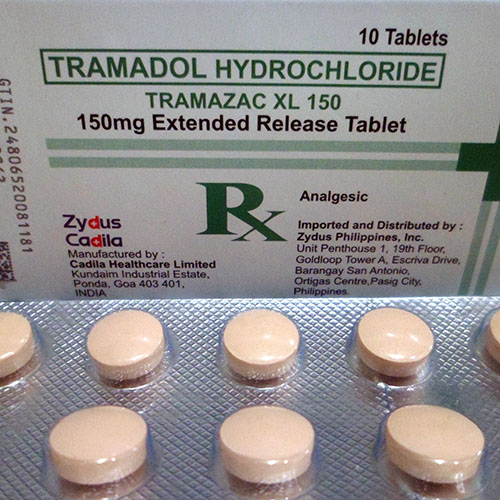 10 Tablets
TRAMADOL HYDROCHLORIDE
TRAMAZAC XL 150
150mg Extended Release Tablet
GTIN. 24806520081181
Rx
Analgesic
Zydus
Cadila
Manufactured by :
Cadila Healthcare Limited
Kundaim Industrial Estate,
Ponda, Goa 403 401,
INDIA
Imported and Distributed by :
Zydus Philippines, Inc.
Unit Penthouse 1, 19th Floor,
Goldloop Tower A, Escriva Drive,
Barangay San Antonio,
Ortigas Centre,Pasig City,
Philippines.